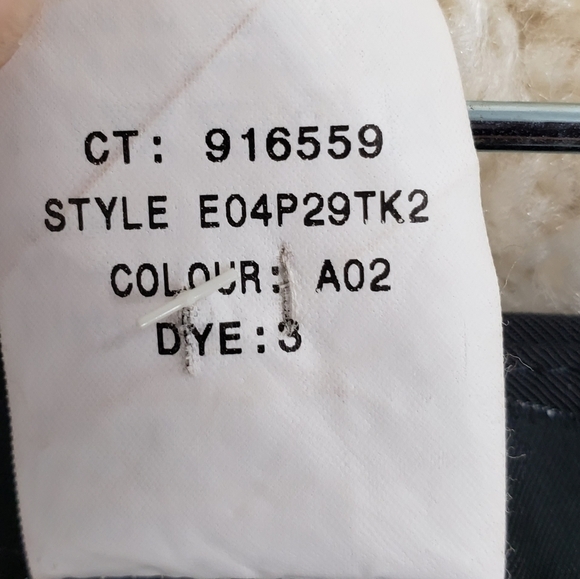 CT: 916559
STYLE E04P29TK2
COLOUR: A02
DYE:3